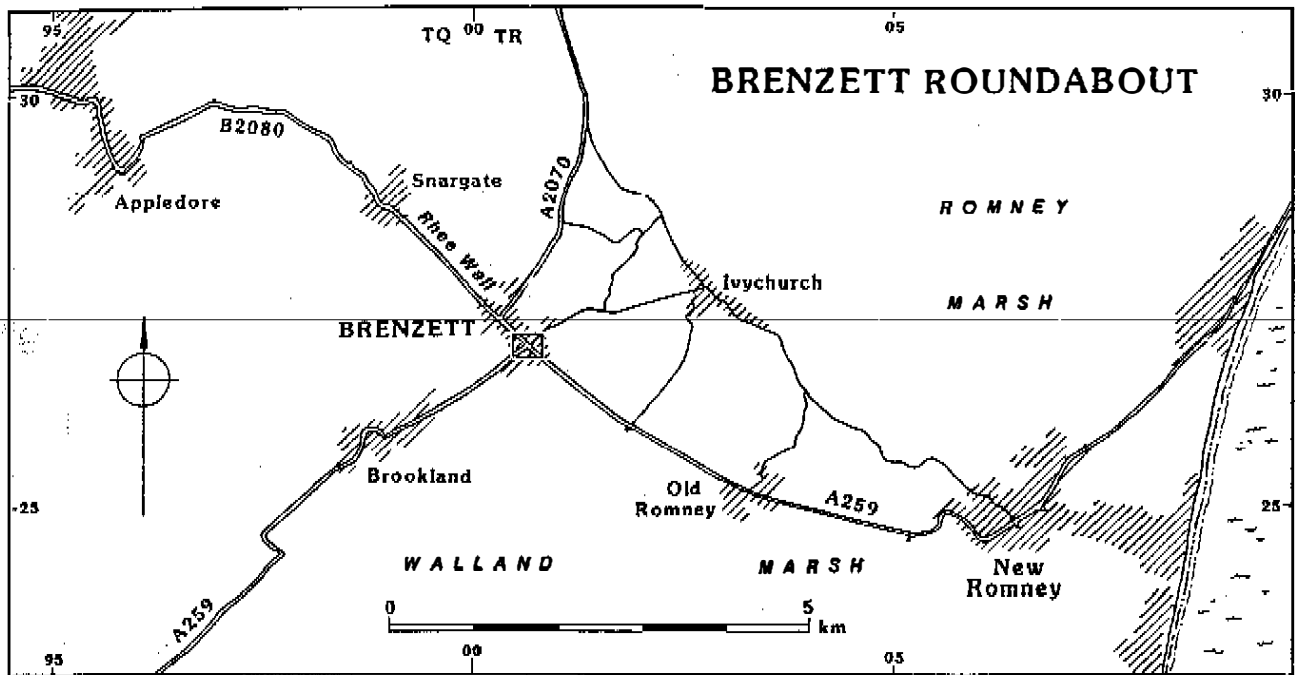 95
00
05
TQ
TR
BRENZETT ROUNDABOUT
30
30
B2080
A2070
Snargate
Appledore
ROMNEY
Rhee Wall
Ivychurch
MARSH
BRENZETT
Brookland
Old
Romney
A259
25
25
WALLAND
MARSH
New
Romney
A259
0
5
km
95
00
05